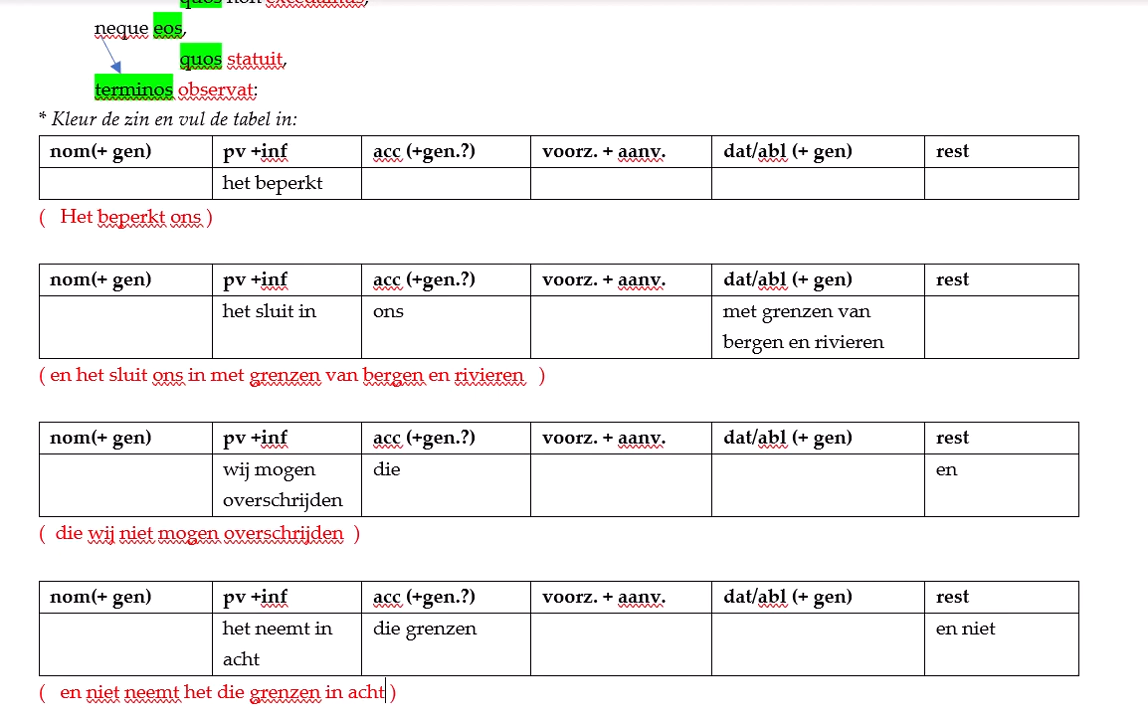 quos non excedamus,
neque eos,
quos statuit,
terminos observat:
* Kleur de zin en vul de tabel in:
nom(+ gen) pv +inf acc (+gen.?) voorz. + aanv. dat/abl (+ gen) rest
het beperkt
( Het beperkt ons )
nom(+ gen) pv +inf acc (+gen.?) voorz. + aanv. dat/abl (+ gen) rest
het sluit in ons met grenzen van
bergen en rivieren
( en het sluit ons in met grenzen van bergen en rivieren )
nom(+ gen) pv +inf acc (+gen.?) voorz. + aanv. dat/abl (+ gen) rest
wij mogen die en
overschrijden
( die wij niet mogen overschrijden )
nom(+ gen) pv +inf acc (+gen.?) voorz. + aanv. dat/abl (+ gen) rest
het neemt in die grenzen en niet
acht
( en niet neemt het die grenzen in acht )